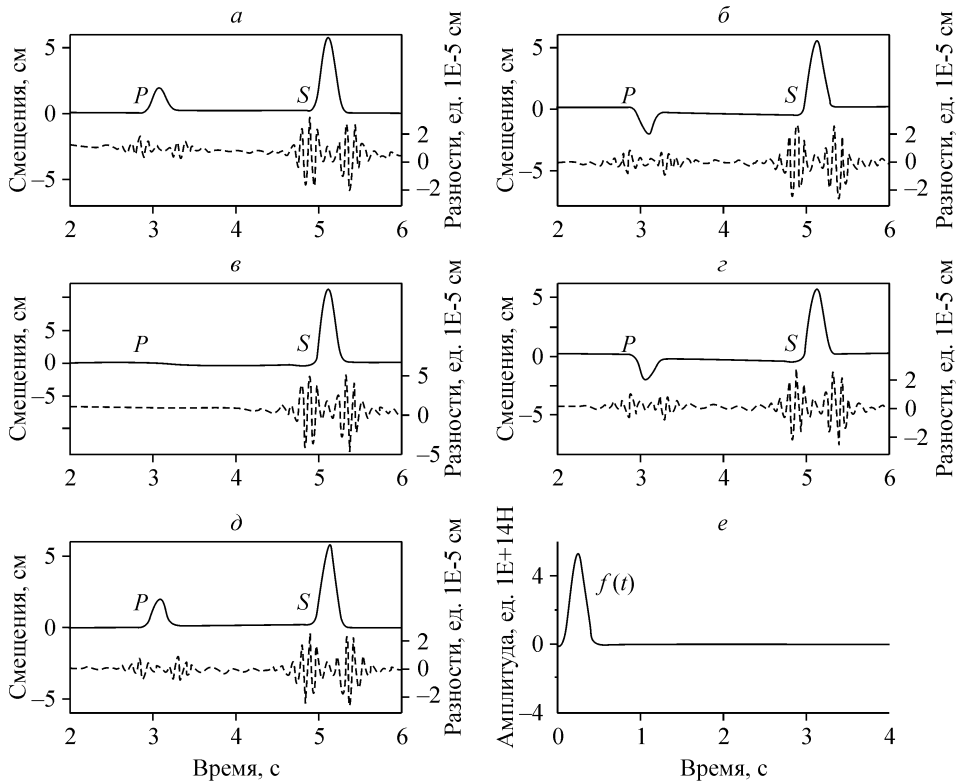 а
Смещения, см
5
0
–5
P
S
2
0
–2
Разности, ед. 1E-5 см
2 3 4 5 6
б
Смещения, см
5
0
–5
P
S
2
0
–2
Разности, ед. 1E-5 см
2 3 4 5 6
в
Смещения, см
5
0
–5
P
S
5
0
–5
Разности, ед. 1E-5 см
2 3 4 5 6
г
Смещения, см
5
0
–5
P
S
2
0
–2
Разности, ед. 1E-5 см
2 3 4 5 6
д
Смещения, см
5
0
–5
P
S
2
0
–2
Разности, ед. 1E-5 см
2 3 4 5 6
Время, с
е
Амплитуда, ед. 1E+14Н
4
0
–4
f (t)
0 1 2 3 4
Время, с